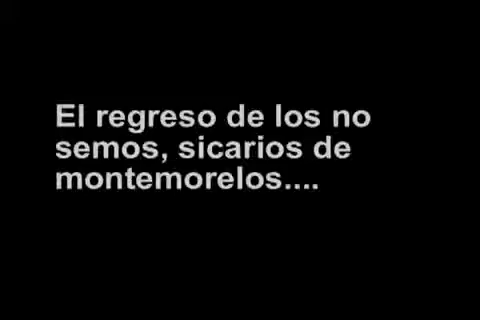 El regreso de los no
semos, sicarios de
montemorelos....